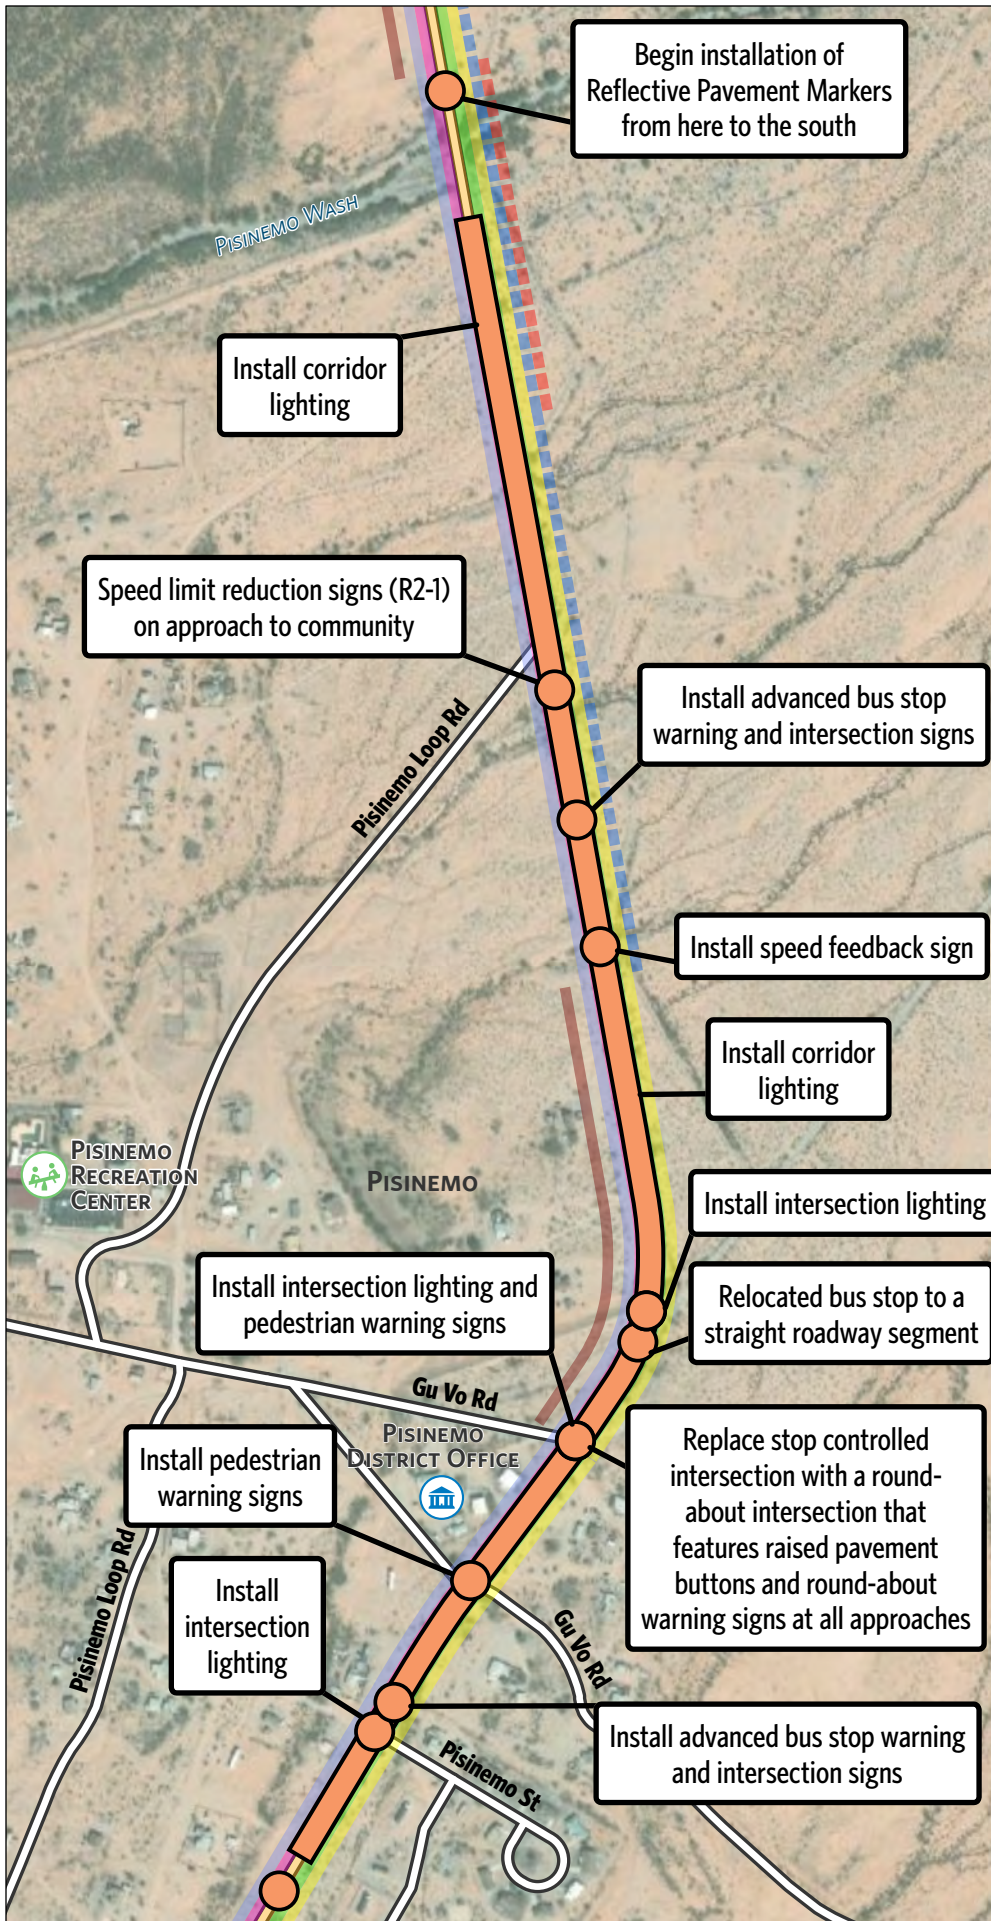 Begin installation of
Reflective Pavement Markers
from here to the south
PISINEMO WASH
Install corridor
lighting
Speed limit reduction signs (R2-1)
on approach to community
Install advanced bus stop
warning and intersection signs
Pisinemo Loop Rd
Install speed feedback sign
Install corridor
lighting
PISINEMO
RECREATION
CENTER
PISINEMO
Install intersection lighting
Install intersection lighting and
pedestrian warning signs
Relocated bus stop to a
straight roadway segment
Gu Vo Rd
PISINEMO
DISTRICT OFFICE
Replace stop controlled
intersection with a round-
about intersection that
features raised pavement
buttons and round-about
warning signs at all approaches
Install pedestrian
warning signs
Pisinemo Loop Rd
Install
intersection
lighting
Gu Vo Rd
Install advanced bus stop warning
and intersection signs
Pisinemo St